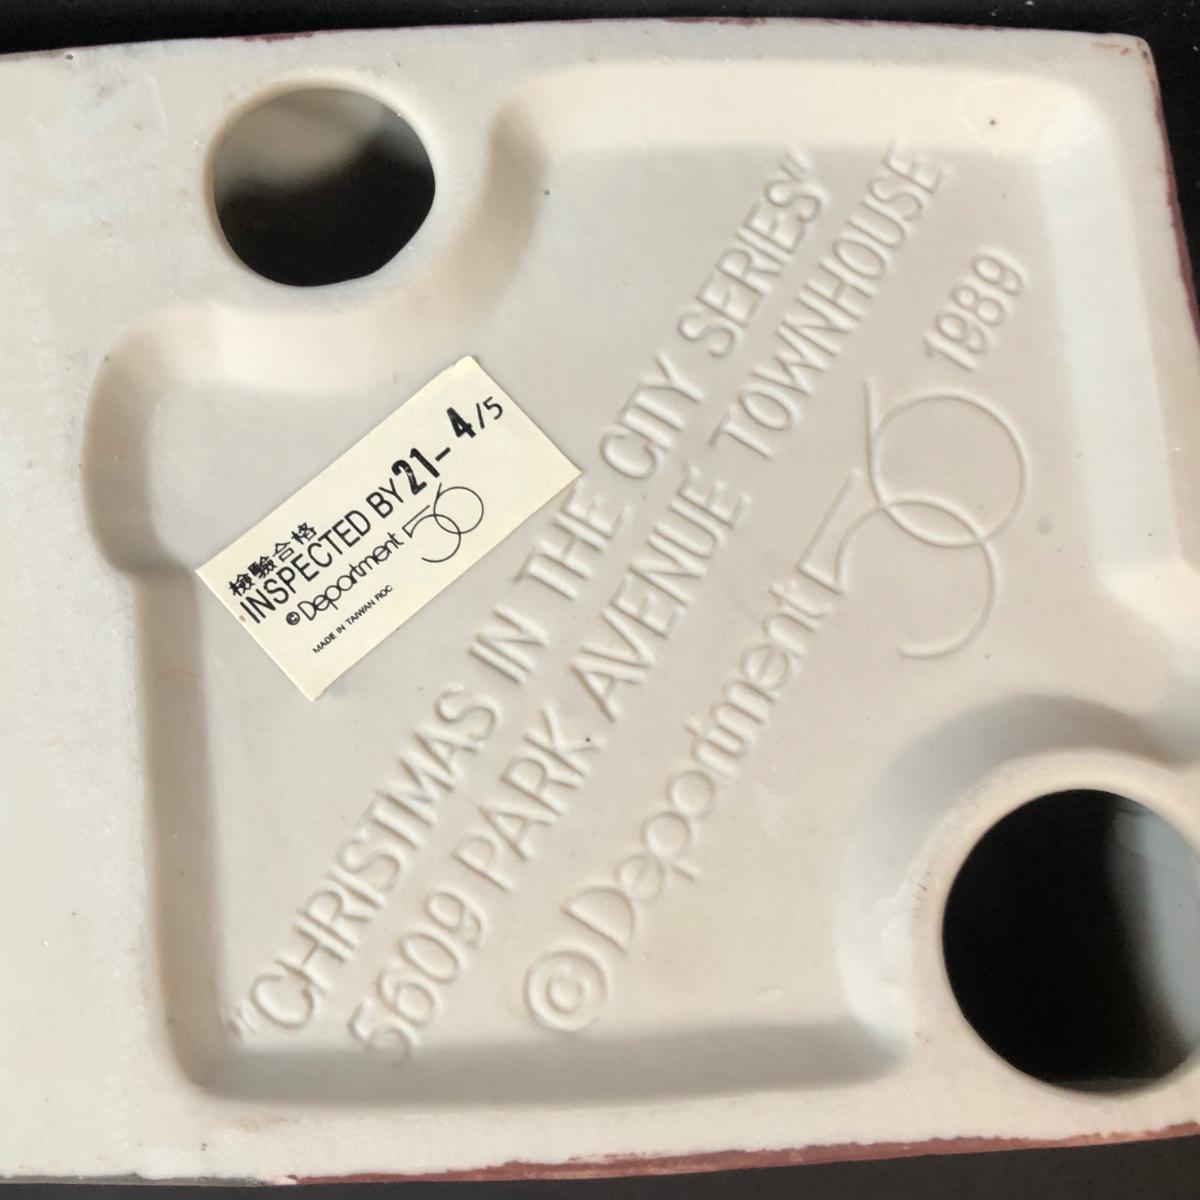 "CHRISTMAS IN THE CITY SERIES"
5609 PARK AVENUE TOWNHOUSE
© Department 56 1989
檢驗合格
INSPECTED BY 21- 4/5
© Department 56
MADE IN TAIWAN ROC